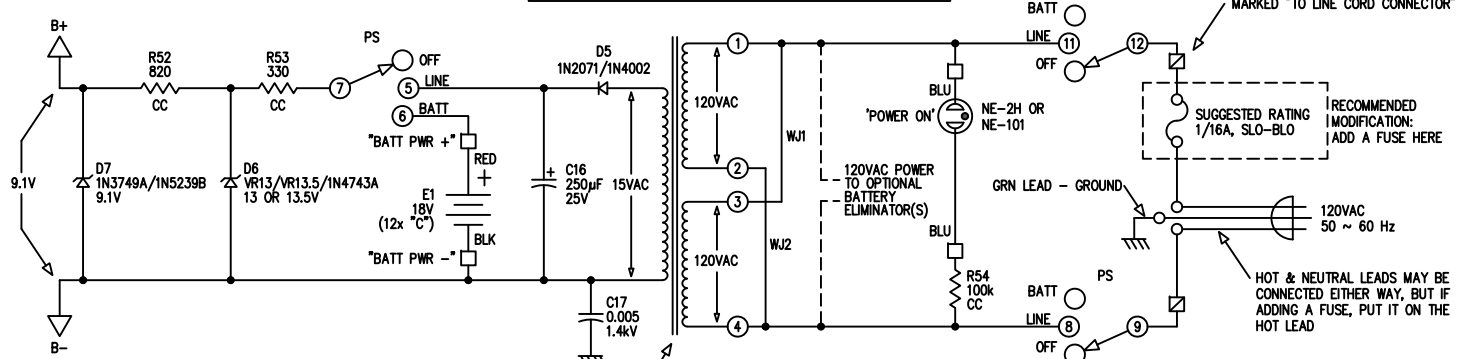 B+
R52
820
CC
R53
330
CC
PS
OFF
7
5
LINE
6
BATT
"BATT PWR +"
RED
+
E1
18V
(12x "C")
BLK
"BATT PWR -"
9.1V
D7
1N3749A/1N5239B
9.1V
D6
VR13/VR13.5/1N4743A
13 OR 13.5V
B-
D5
1N2071/1N4002
+
C16
250µF
25V
15VAC
C17
0.005
1.4kV
1
120VAC
2
3
120VAC
4
WJ1
WJ2
120VAC POWER
TO OPTIONAL
BATTERY
ELIMINATOR(S)
'POWER ON'
BLU
NE-2H OR
NE-101
BLU
R54
100k
CC
BATT
LINE
11
OFF
12
MARKED "TO LINE CORD CONNECTOR"
SUGGESTED RATING
1/16A, SLO-BLO
RECOMMENDED
MODIFICATION:
ADD A FUSE HERE
GRN LEAD - GROUND
120VAC
50 ~ 60 Hz
HOT & NEUTRAL LEADS MAY BE
CONNECTED EITHER WAY, BUT IF
ADDING A FUSE, PUT IT ON THE
HOT LEAD
PS
BATT
LINE
8
OFF
9